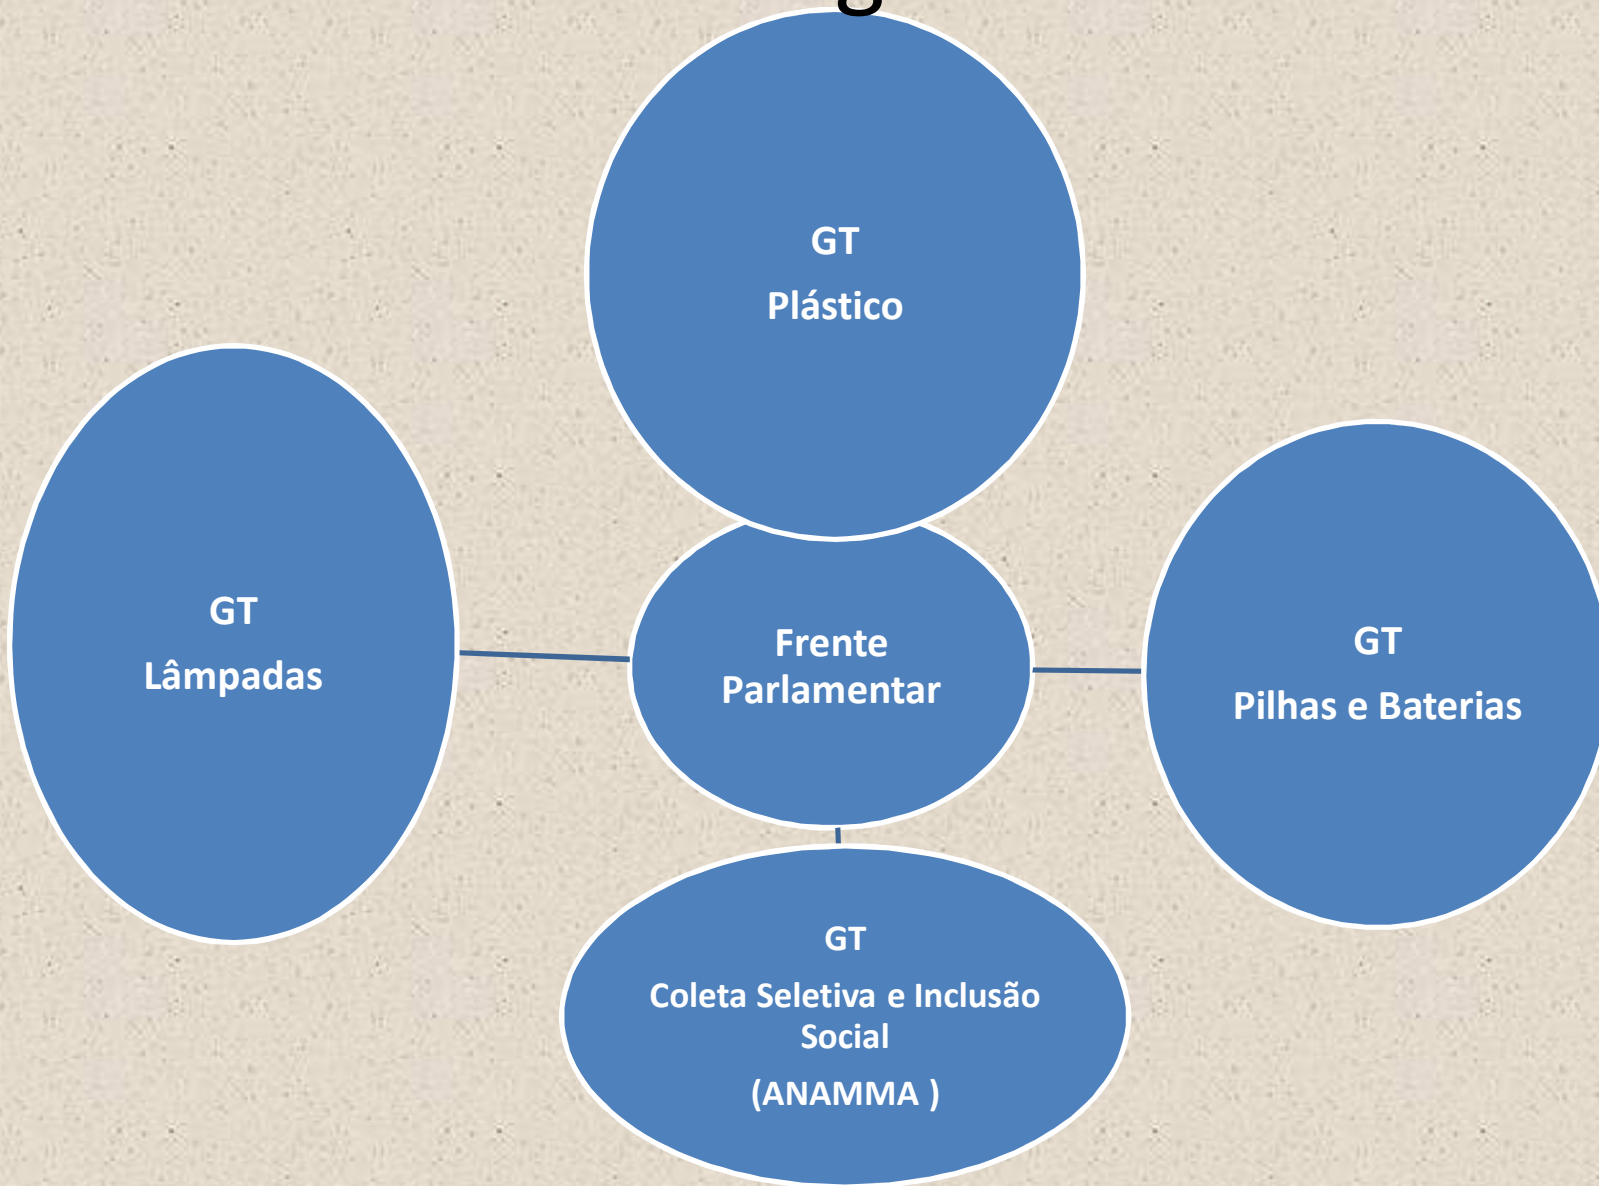 GT
Plástico
GT
Lâmpadas
Frente
Parlamentar
GT
Pilhas e Baterias
GT
Coleta Seletiva e Inclusão
Social
(ANAMMA )